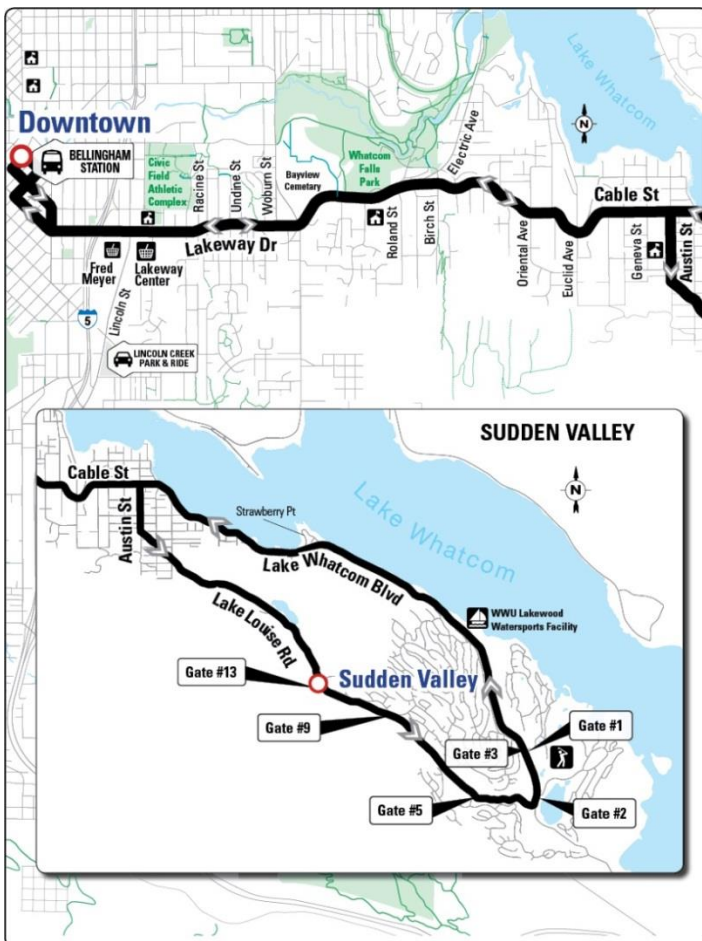 Lake Whatcom
N
Downtown
BELLINGHAM
STATION
Civic
Field
Athletic
Complex
Racine St
Undine St
Woburn St
Bayview
Cemetary
Whatcom
Falls
Park
Electric Ave
Cable St
Roland St
Birch St
Lakeway Dr
Oriental Ave
Euclid Ave
Geneva St
Austin St
Fred
Meyer
Lakeway
Center
Lincoln St
5
LINCOLN CREEK
PARK & RIDE
SUDDEN VALLEY
N
Cable St
Austin St
Strawberry Pt
Lake Whatcom
Lake Whatcom Blvd
Lake Louise Rd
WWU Lakewood
Watersports Facility
Gate #13
Sudden Valley
Gate #9
Gate #3
Gate #1
Gate #5
Gate #2